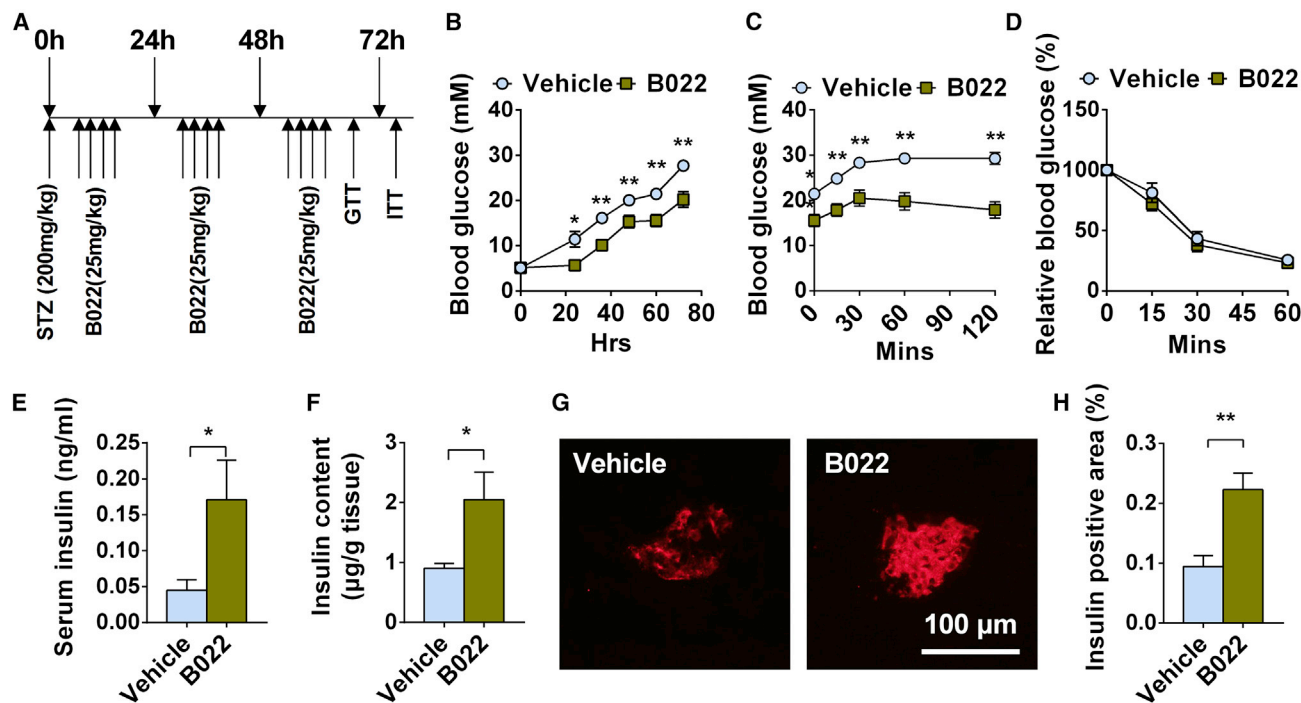 A
0h 24h 48h 72h
STZ (200mg/kg)
B022(25mg/kg)
B022(25mg/kg)
B022(25mg/kg)
GTT
ITT
B
Vehicle B022
Blood glucose (mM)
40
30
20
10
0
* ** ** ** **
0 20 40 60 80
Hrs
C
Vehicle B022
Blood glucose (mM)
40
30
20
10
0
** ** ** ** **
0 30 60 90 120
Mins
D
Vehicle B022
Relative blood glucose (%)
150
100
50
0
0 15 30 45 60
Mins
E
Serum insulin (ng/ml)
0.25
0.20
0.15
0.10
0.05
0.00
*
Vehicle B022
F
Insulin content
(µg/g tissue)
3
2
1
0
*
Vehicle B022
G
Vehicle
B022
100 µm
H
Insulin positive area (%)
0.3
0.2
0.1
0.0
**
Vehicle B022